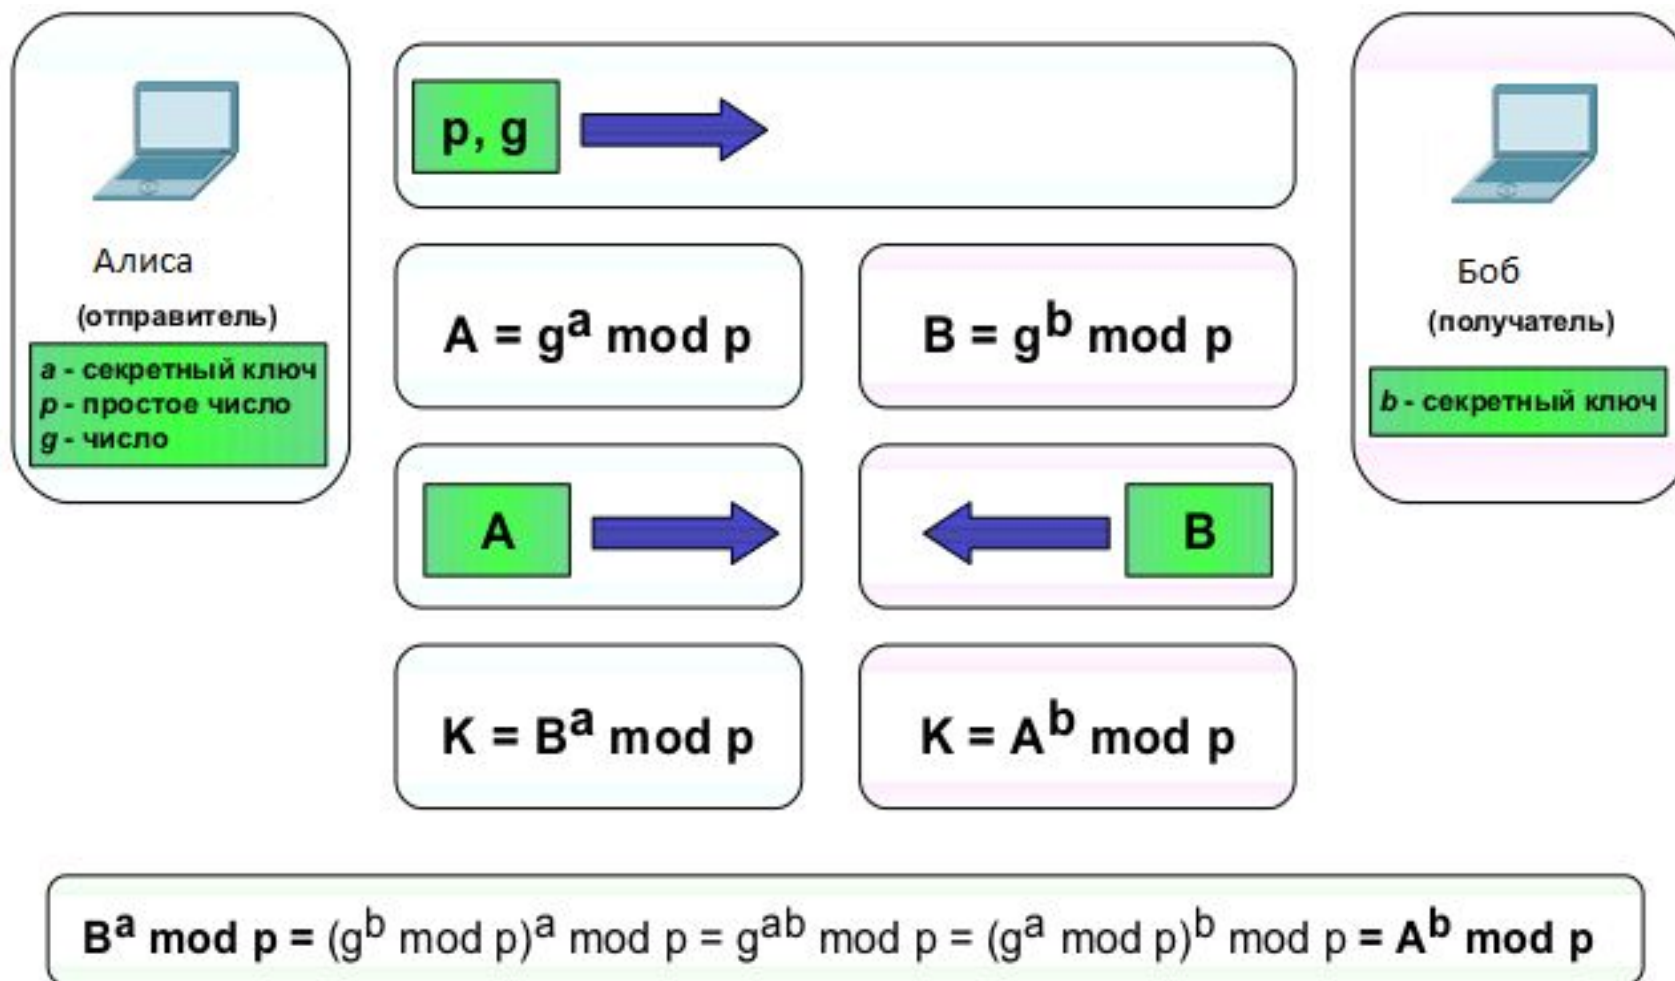 p, g
Алиса
(отправитель)
a - секретный ключ
p - простое число
g - число
Боб
(получатель)
b - секретный ключ
A = g^a mod p
B = g^b mod p
A
B
K = B^a mod p
K = A^b mod p
B^a mod p = (g^b mod p)^a mod p = g^ab mod p = (g^a mod p)^b mod p = A^b mod p